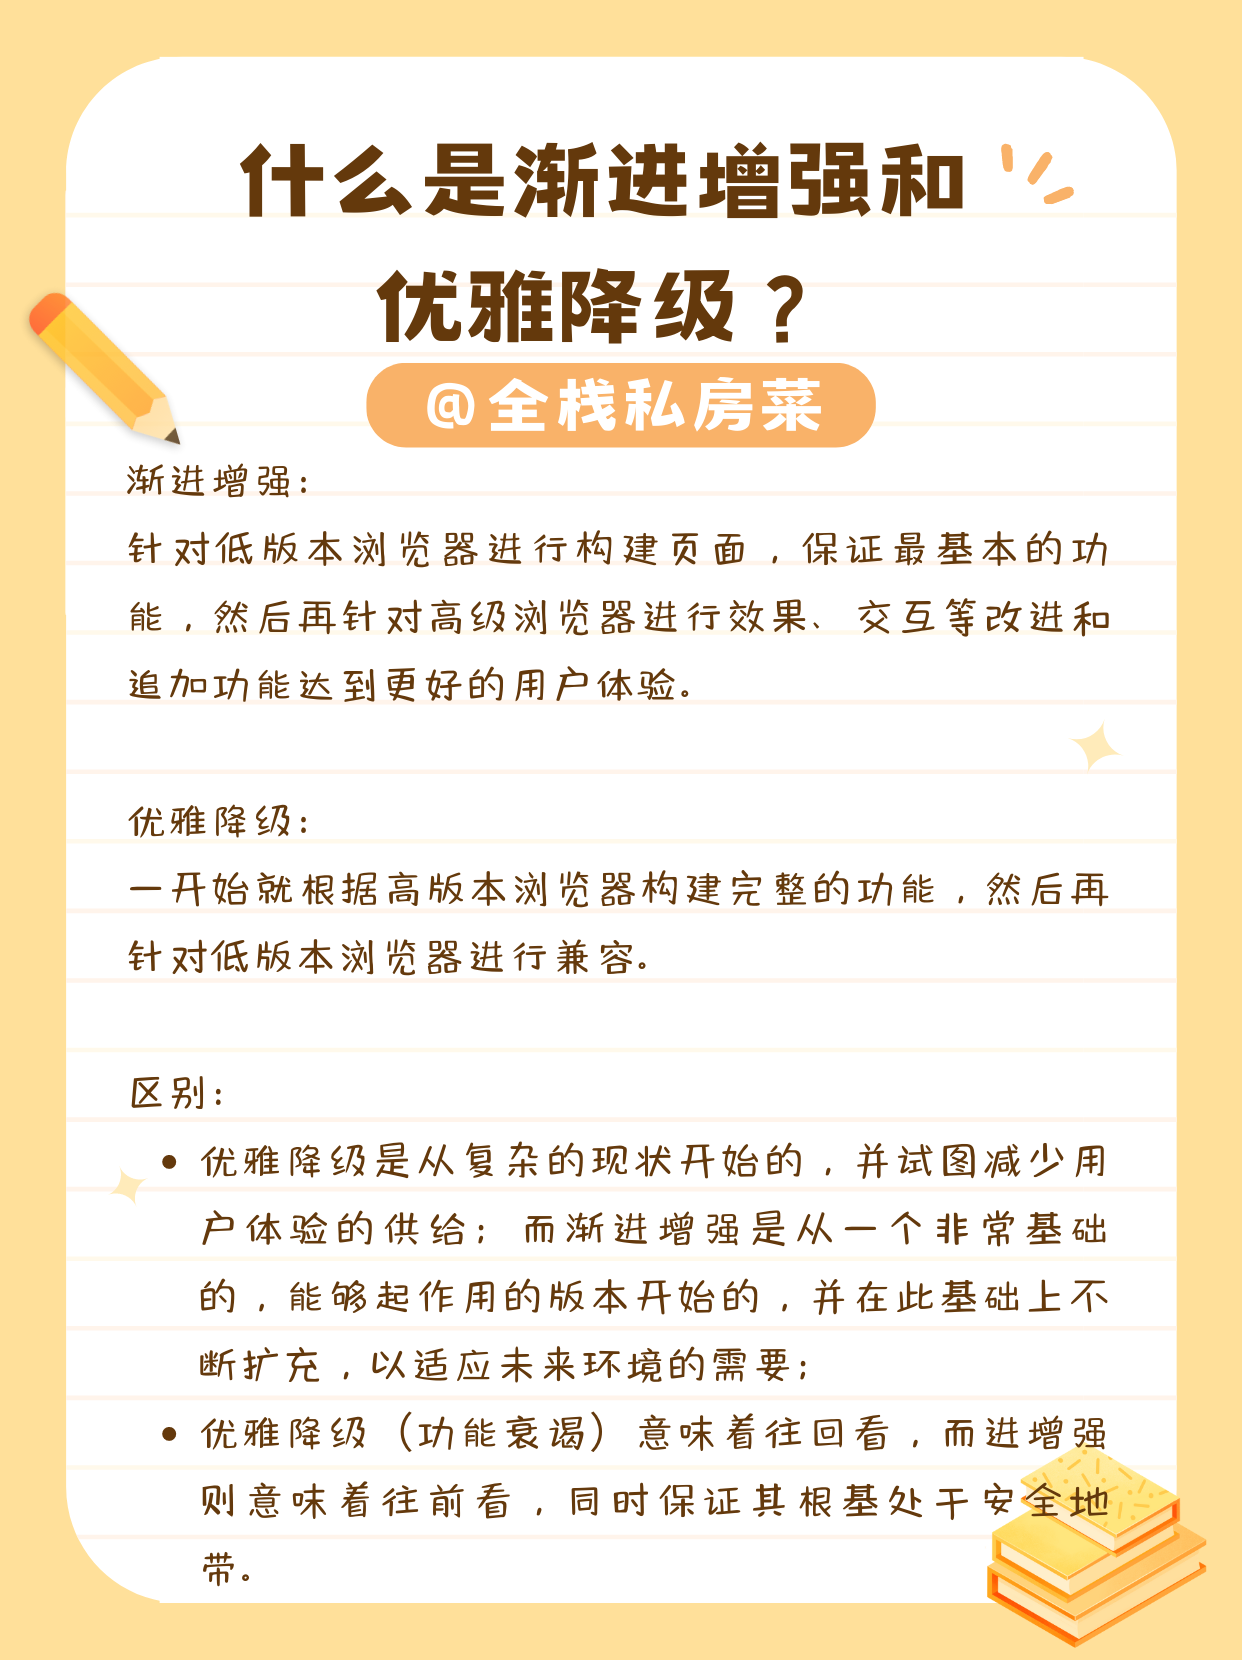 什么是渐进增强和
优雅降级？
@全栈私房菜
渐进增强：
针对低版本浏览器进行构建页面，保证最基本的功
能，然后再针对高级浏览器进行效果、交互等改进和
追加功能达到更好的用户体验。
优雅降级：
一开始就根据高版本浏览器构建完整的功能，然后再
针对低版本浏览器进行兼容。
区别：
• 优雅降级是从复杂的现状开始的，并试图减少用
户体验的供给；而渐进增强是从一个非常基础
的，能够起作用的版本开始的，并在此基础上不
断扩充，以适应未来环境的需要；
• 优雅降级（功能衰谒）意味着往回看，而进增强
则意味着往前看，同时保证其根基处干安全地
带。